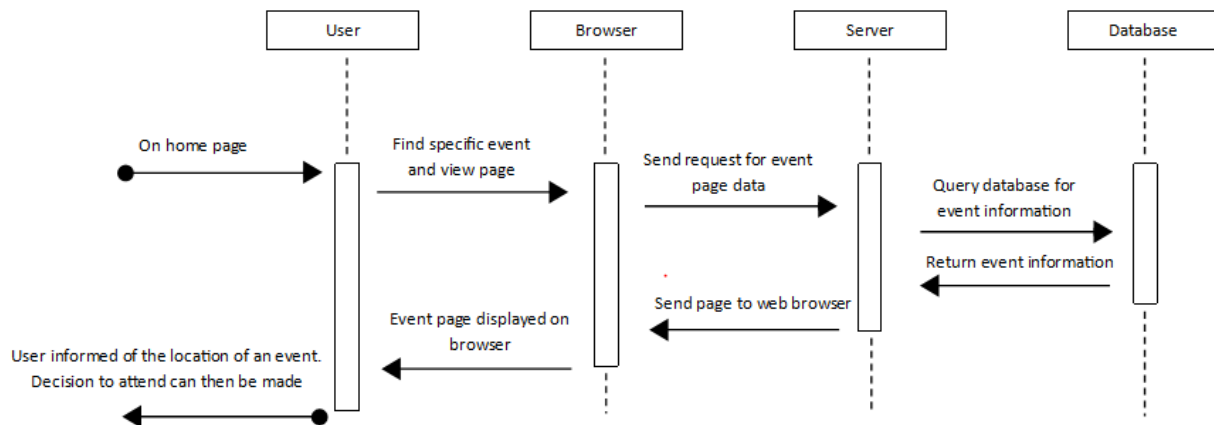 User
Browser
Server
Database
On home page
Find specific event
and view page
Send request for event
page data
Query database for
event information
Return event information
Send page to web browser
Event page displayed on
browser
User informed of the location of an event.
Decision to attend can then be made